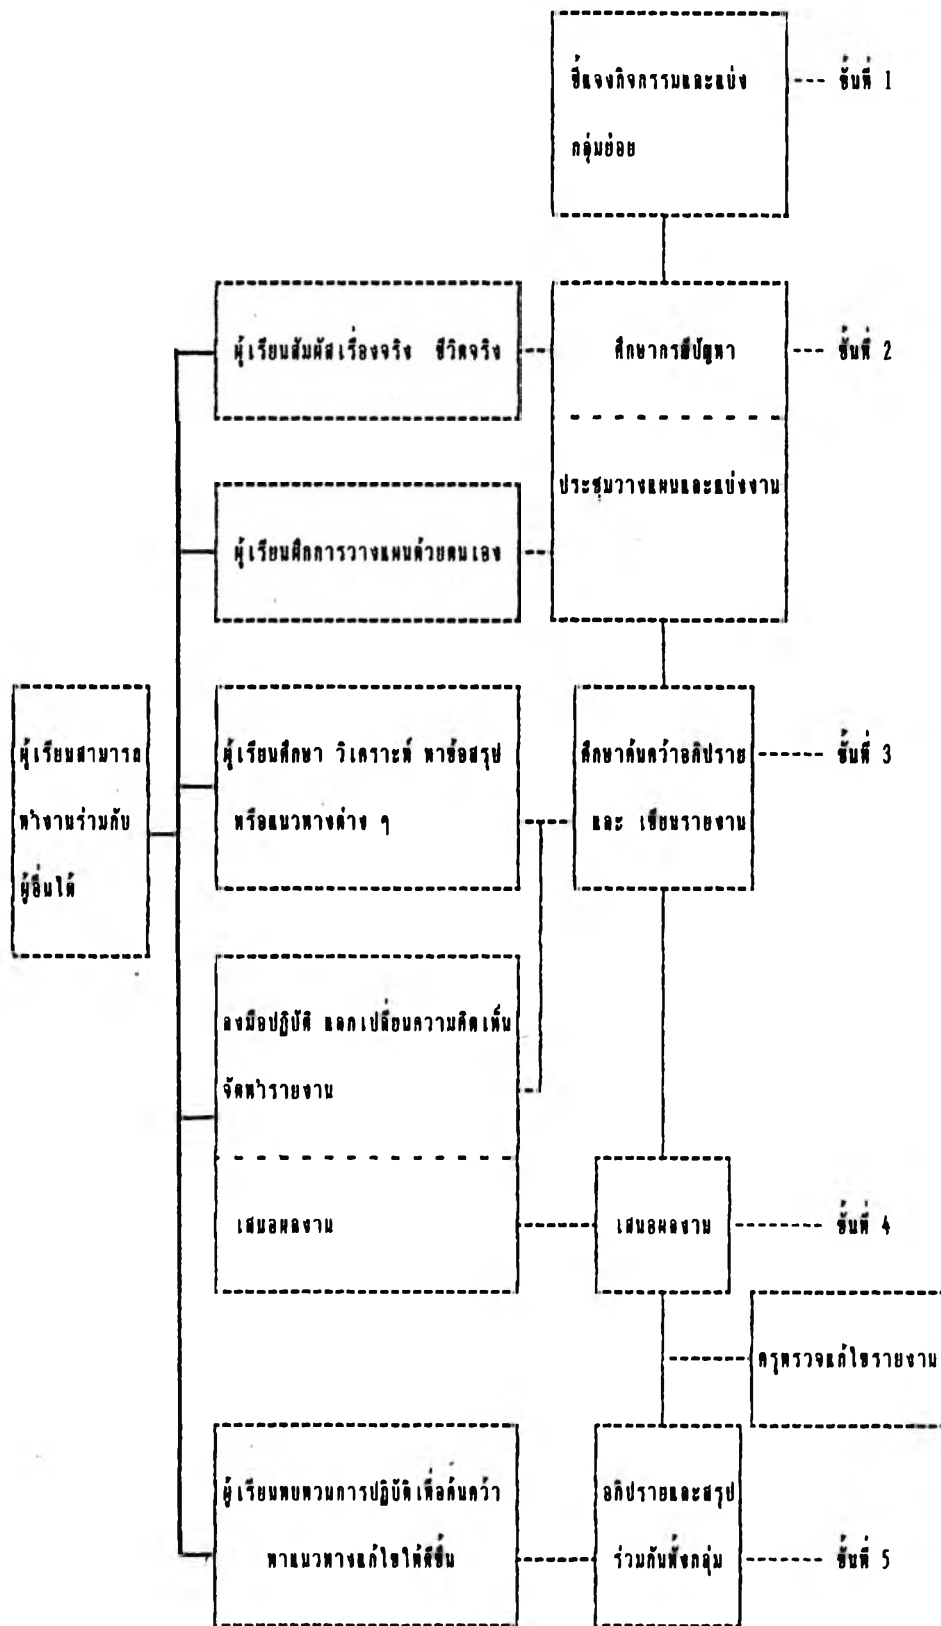 ชี้แจงกิจกรรมและแบ่ง
กลุ่มย่อย
ขั้นที่ 1
ผู้เรียนสัมผัสเรื่องจริง ชีวิตจริง
ศึกษากรณีปัญหา
ขั้นที่ 2
ประชุมวางแผนและแบ่งงาน
ผู้เรียนฝึกการวางแผนด้วยตนเอง
ผู้เรียนสามารถ
ทำงานร่วมกับ
ผู้อื่นได้
ผู้เรียนศึกษา วิเคราะห์ หาข้อสรุป
หรือแนวทางต่าง ๆ
ศึกษาค้นคว้าอภิปราย
และ เขียนรายงาน
ขั้นที่ 3
ลงมือปฏิบัติ แลกเปลี่ยนความคิดเห็น
จัดทำรายงาน
เสนอผลงาน
เสนอผลงาน
ขั้นที่ 4
ครูตรวจแก้ไขรายงาน
ผู้เรียนทบทวนการปฏิบัติเพื่อค้นคว้า
หาแนวทางแก้ไขให้ดีขึ้น
อภิปรายและสรุป
ร่วมกันทั้งกลุ่ม
ขั้นที่ 5